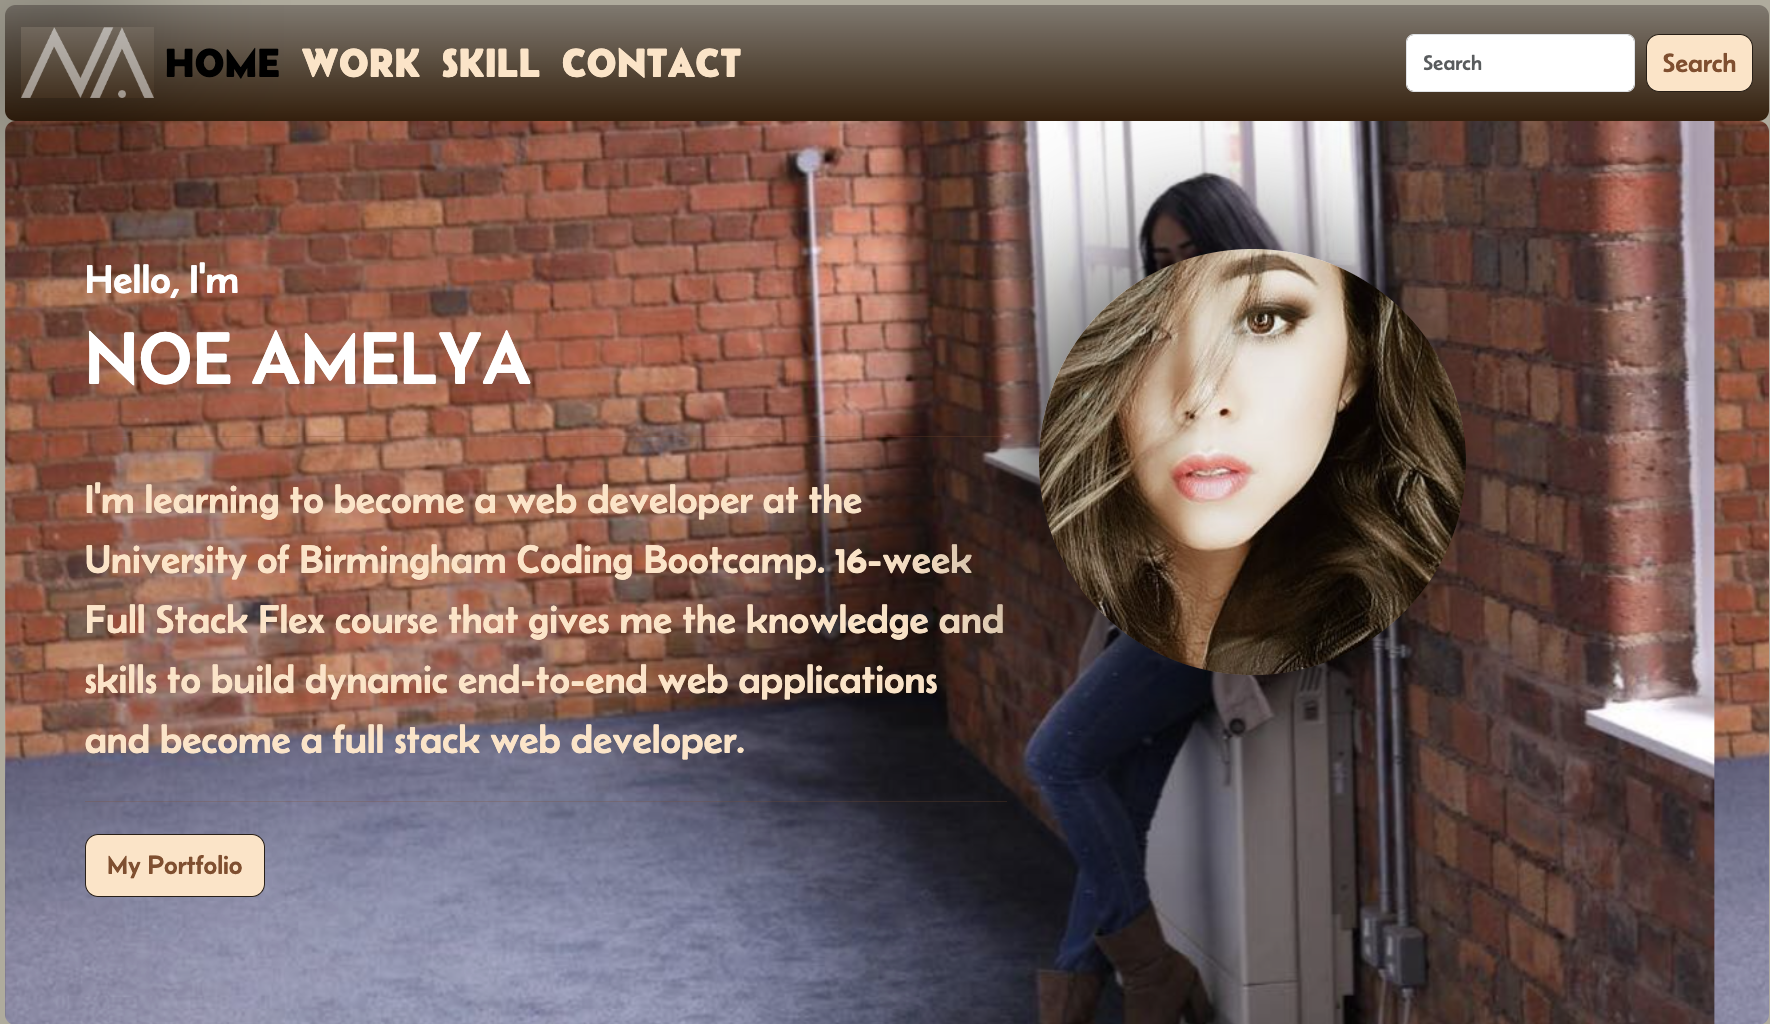 NA.
HOME WORK SKILL CONTACT Search Search
Hello, I'm
NOE AMELYA
I'm learning to become a web developer at the
University of Birmingham Coding Bootcamp. 16-week
Full Stack Flex course that gives me the knowledge and
skills to build dynamic end-to-end web applications
and become a full stack web developer.
My Portfolio